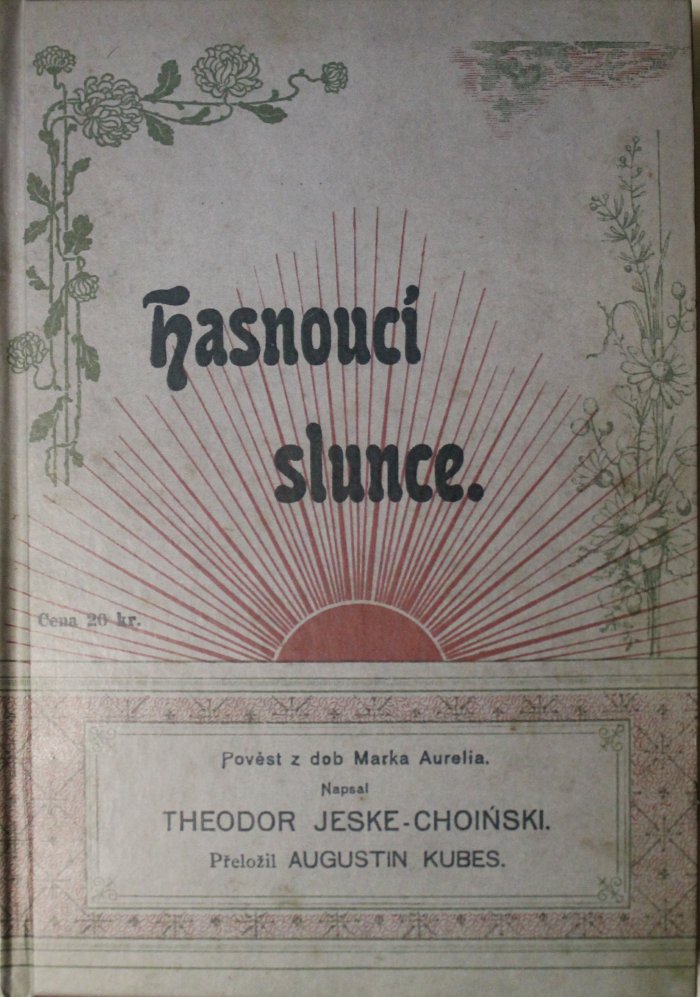 Hasnoucí
slunce.
Cena 20 kr.
Pověst z dob Marka Aurelia.
Napsal
THEODOR JESKE-CHOIŃSKI.
Přeložil AUGUSTIN KUBES.